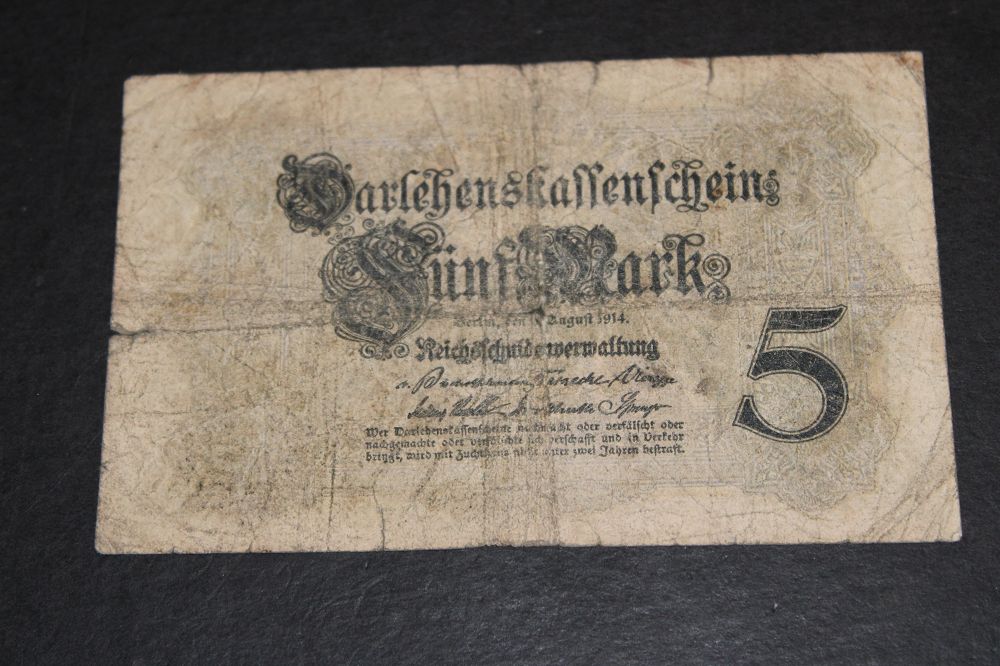 Darlehenskassenschein
Fünf Mark
Berlin, den August 1914.
Reichsschuldenverwaltung
5
Wer Darlehenskassenscheine nachmacht oder verfälscht oder
nachgemachte oder verfälschte sich verschafft und in Verkehr
bringt, wird mit Zuchthaus nicht unter zwei Jahren bestraft.